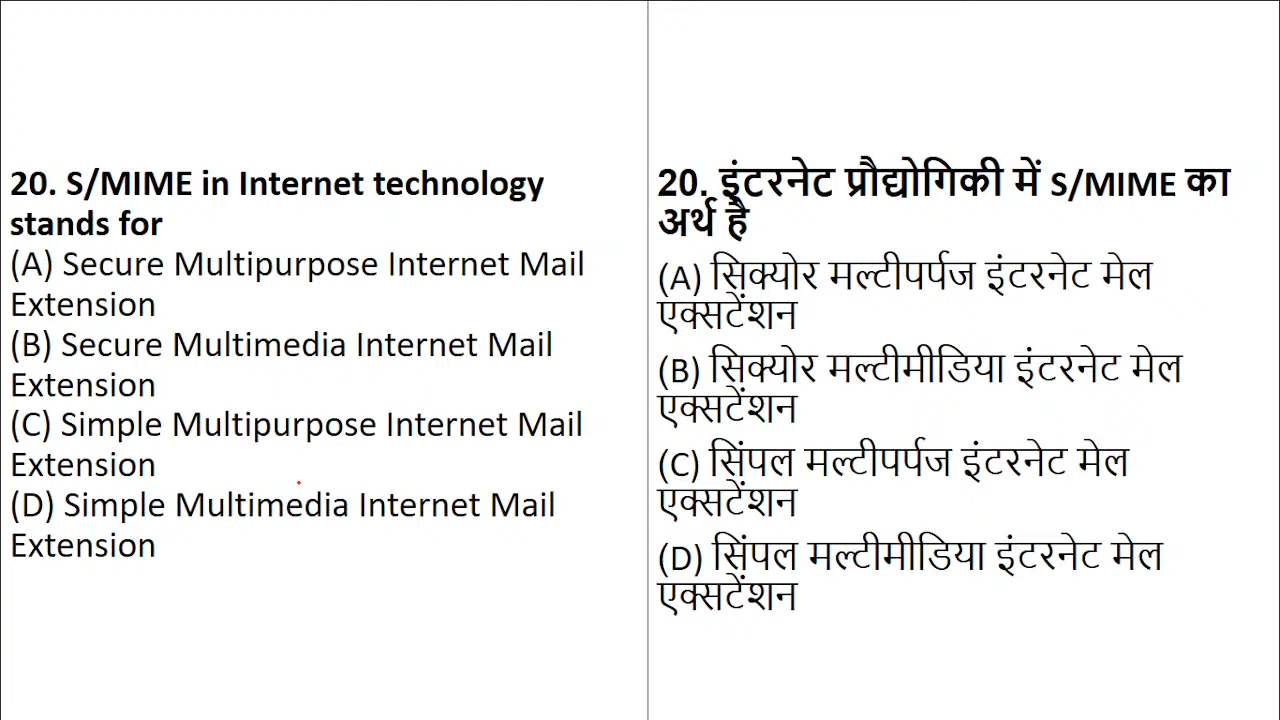 20. S/MIME in Internet technology
stands for
(A) Secure Multipurpose Internet Mail
Extension
(B) Secure Multimedia Internet Mail
Extension
(C) Simple Multipurpose Internet Mail
Extension
(D) Simple Multimedia Internet Mail
Extension
20. इंटरनेट प्रौद्योगिकी में S/MIME का
अर्थ है
(A) सिक्योर मल्टीपर्पज इंटरनेट मेल
एक्सटेंशन
(B) सिक्योर मल्टीमीडिया इंटरनेट मेल
एक्सटेंशन
(C) सिंपल मल्टीपर्पज इंटरनेट मेल
एक्सटेंशन
(D) सिंपल मल्टीमीडिया इंटरनेट मेल
एक्सटेंशन